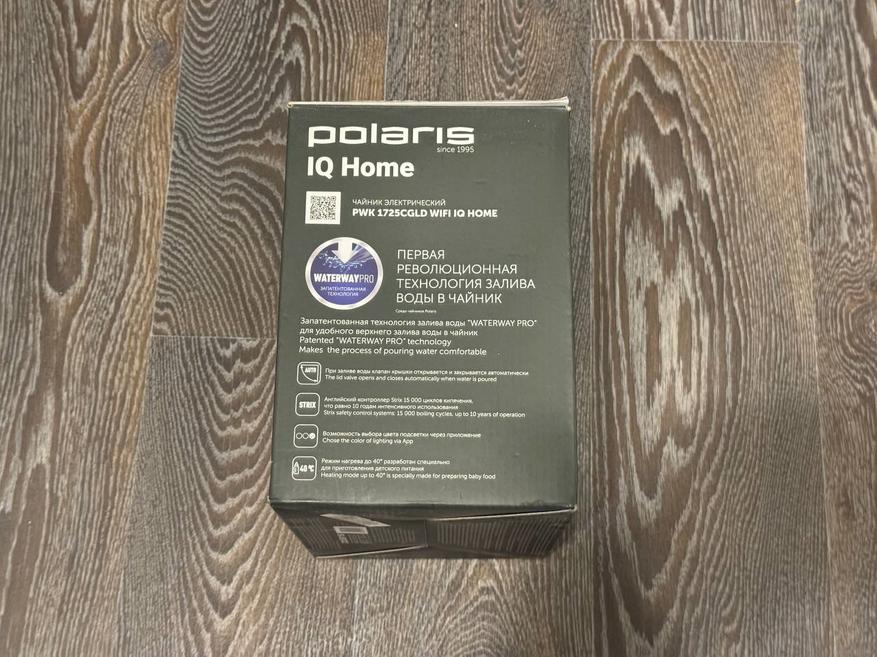 polaris
since 1995
IQ Home
ЧАЙНИК ЭЛЕКТРИЧЕСКИЙ
PWK 1725CGLD WIFI IQ HOME
WATERWAYPRO
ЗАПАТЕНТОВАННАЯ
ТЕХНОЛОГИЯ
ПЕРВАЯ
РЕВОЛЮЦИОННАЯ
ТЕХНОЛОГИЯ ЗАЛИВА
ВОДЫ В ЧАЙНИК
Среди чайников Polaris
Запатентованная технология залива воды "WATERWAY PRO"
для удобного верхнего залива воды в чайник
Patented "WATERWAY PRO" technology
Makes the process of pouring water comfortable
AUTO
При заливе воды клапан крышки открывается и закрывается автоматически
The lid valve opens and closes automatically when water is poured
STRIX
Английский контроллер Strix 15 000 циклов кипячения,
что равно 10 годам интенсивного использования
Strix safety control systems: 15 000 boiling cycles, up to 10 years of operation
Возможность выбора цвета подсветки через приложение
Chose the color of lighting via App
40 °C
Режим нагрева до 40° разработан специально
для приготовления детского питания
Heating mode up to 40° is specially made for preparing baby food